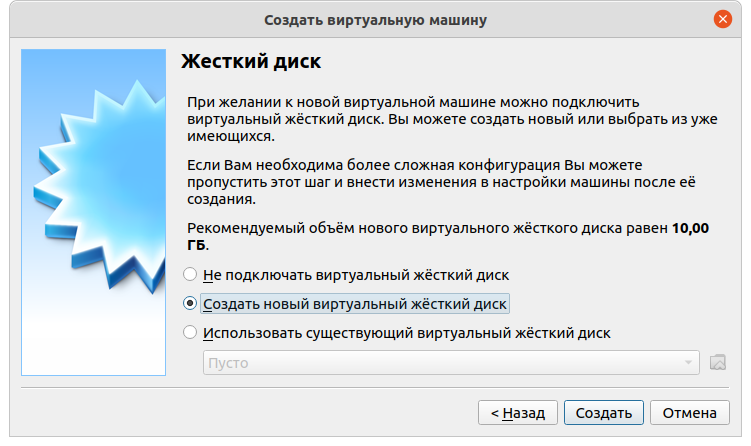 Создать виртуальную машину
Жесткий диск
При желании к новой виртуальной машине можно подключить
виртуальный жёсткий диск. Вы можете создать новый или выбрать из уже
имеющихся.
Если Вам необходима более сложная конфигурация Вы можете
пропустить этот шаг и внести изменения в настройки машины после её
создания.
Рекомендуемый объём нового виртуального жёсткого диска равен 10,00
ГБ.
Не подключать виртуальный жёсткий диск
Создать новый виртуальный жёсткий диск
Использовать существующий виртуальный жёсткий диск
Пусто
< Назад
Создать
Отмена